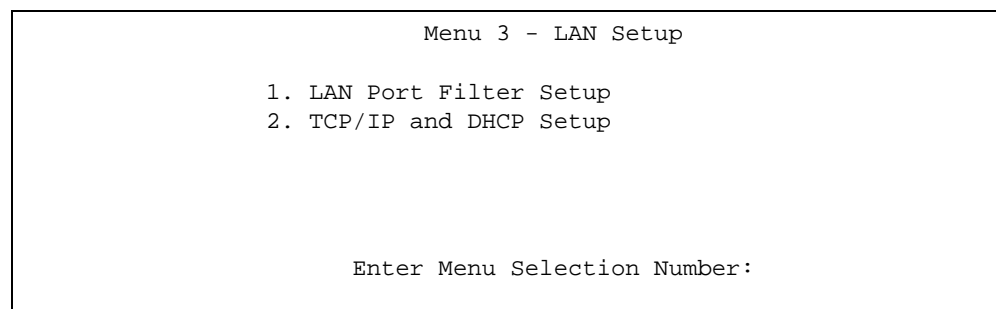 Menu 3 - LAN Setup
1. LAN Port Filter Setup
2. TCP/IP and DHCP Setup
Enter Menu Selection Number: